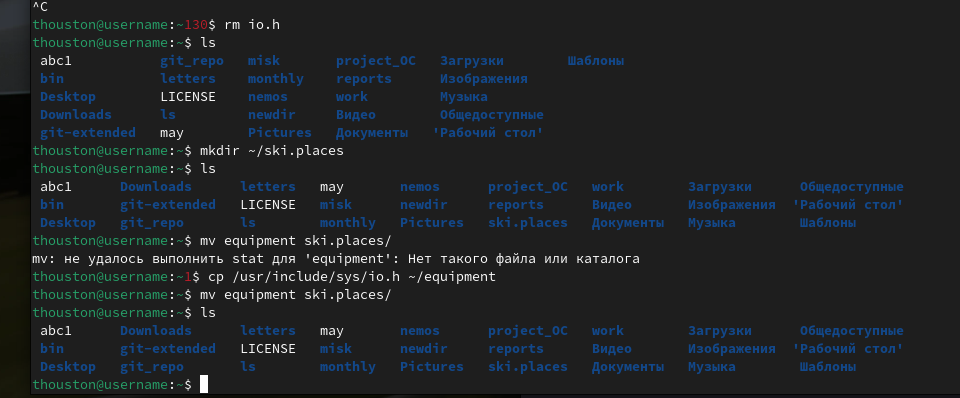 ^C
thouston@username:~130$ rm io.h
thouston@username:~$ ls
abc1 git_repo misk project_OC Загрузки Шаблоны
bin letters monthly reports Изображения
Desktop LICENSE nemos work Музыка
Downloads ls newdir Видео Общедоступные
git-extended may Pictures Документы 'Рабочий стол'
thouston@username:~$ mkdir ~/ski.places
thouston@username:~$ ls
abc1 Downloads letters may nemos project_OC work Загрузки Общедоступные
bin git-extended LICENSE misk newdir reports Видео Изображения 'Рабочий стол'
Desktop git_repo ls monthly Pictures ski.places Документы Музыка Шаблоны
thouston@username:~$ mv equipment ski.places/
mv: не удалось выполнить stat для 'equipment': Нет такого файла или каталога
thouston@username:~1$ cp /usr/include/sys/io.h ~/equipment
thouston@username:~$ mv equipment ski.places/
thouston@username:~$ ls
abc1 Downloads letters may nemos project_OC work Загрузки Общедоступные
bin git-extended LICENSE misk newdir reports Видео Изображения 'Рабочий стол'
Desktop git_repo ls monthly Pictures ski.places Документы Музыка Шаблоны
thouston@username:~$